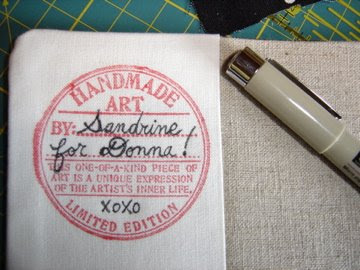 HANDMADE
ART
BY: Sandrine
for Donna!
THIS ONE-OF-A-KIND PIECE OF
ART IS A UNIQUE EXPRESSION
OF THE ARTIST'S INNER LIFE.
XOXO
LIMITED EDITION